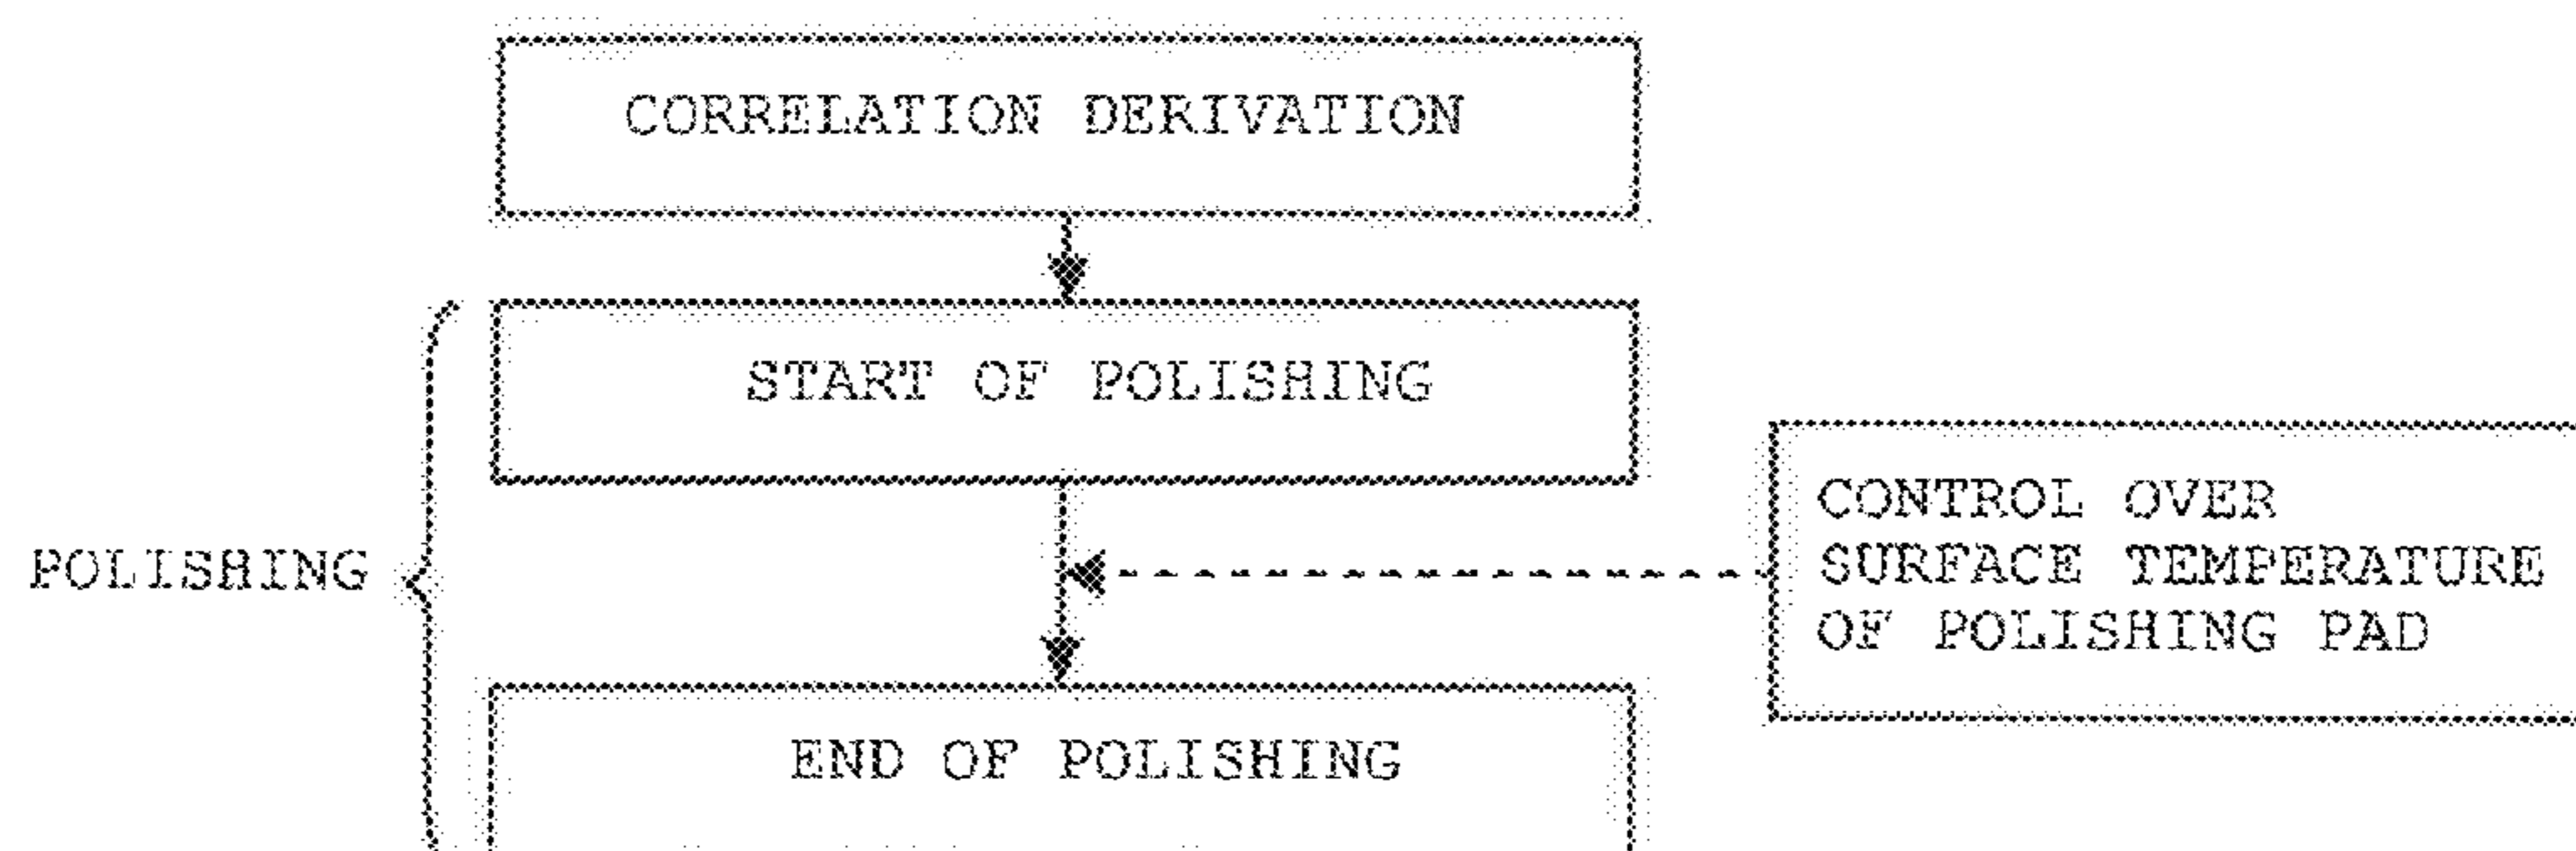 CORRELATION DERIVATION
START OF POLISHING
POLISHING
CONTROL OVER
SURFACE TEMPERATURE
OF POLISHING PAD
END OF POLISHING